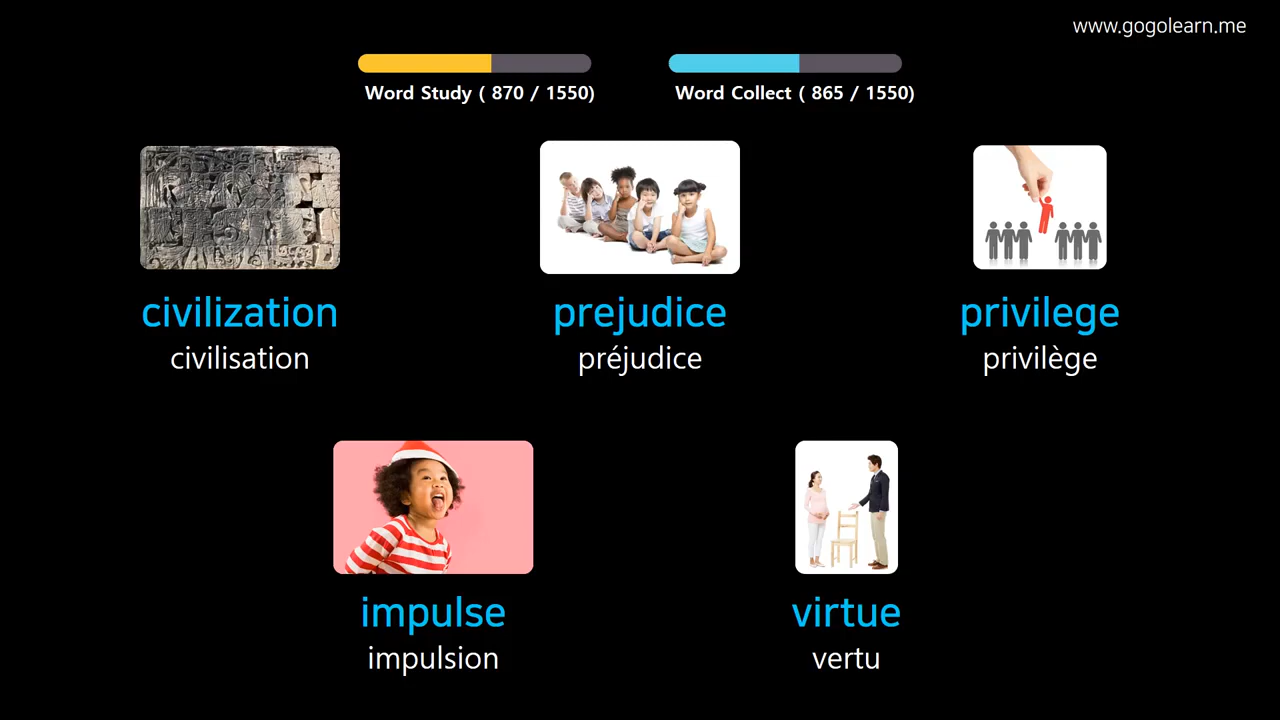 www.gogolearn.me
Word Study ( 870 / 1550)
Word Collect ( 865 / 1550)
civilization
civilisation
prejudice
préjudice
privilege
privilège
impulse
impulsion
virtue
vertu